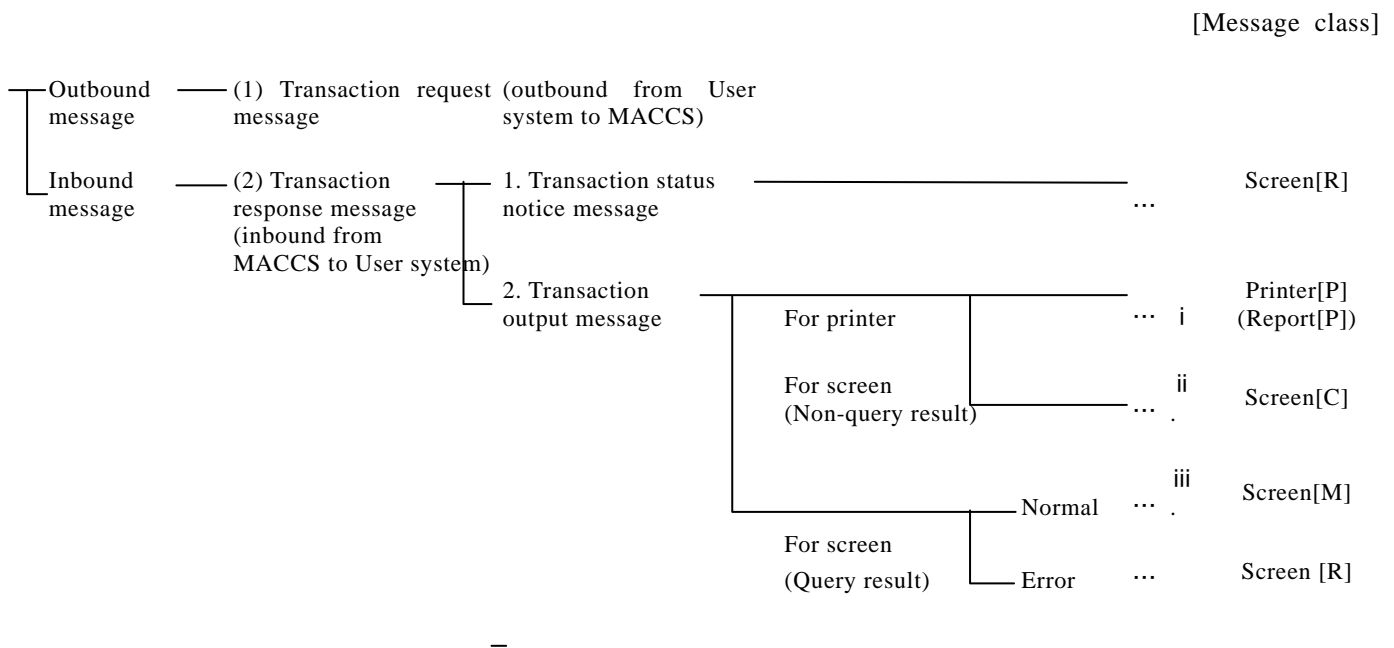 [Message class]
Outbound message
(1) Transaction request message
(outbound from User system to MACCS)
Inbound message
(2) Transaction response message (inbound from MACCS to User system)
1. Transaction status notice message
...
Screen[R]
2. Transaction output message
For printer
... i
Printer[P]
(Report[P])
For screen
(Non-query result)
... ii.
Screen[C]
Normal
... iii.
Screen[M]
For screen
(Query result)
Error
...
Screen [R]